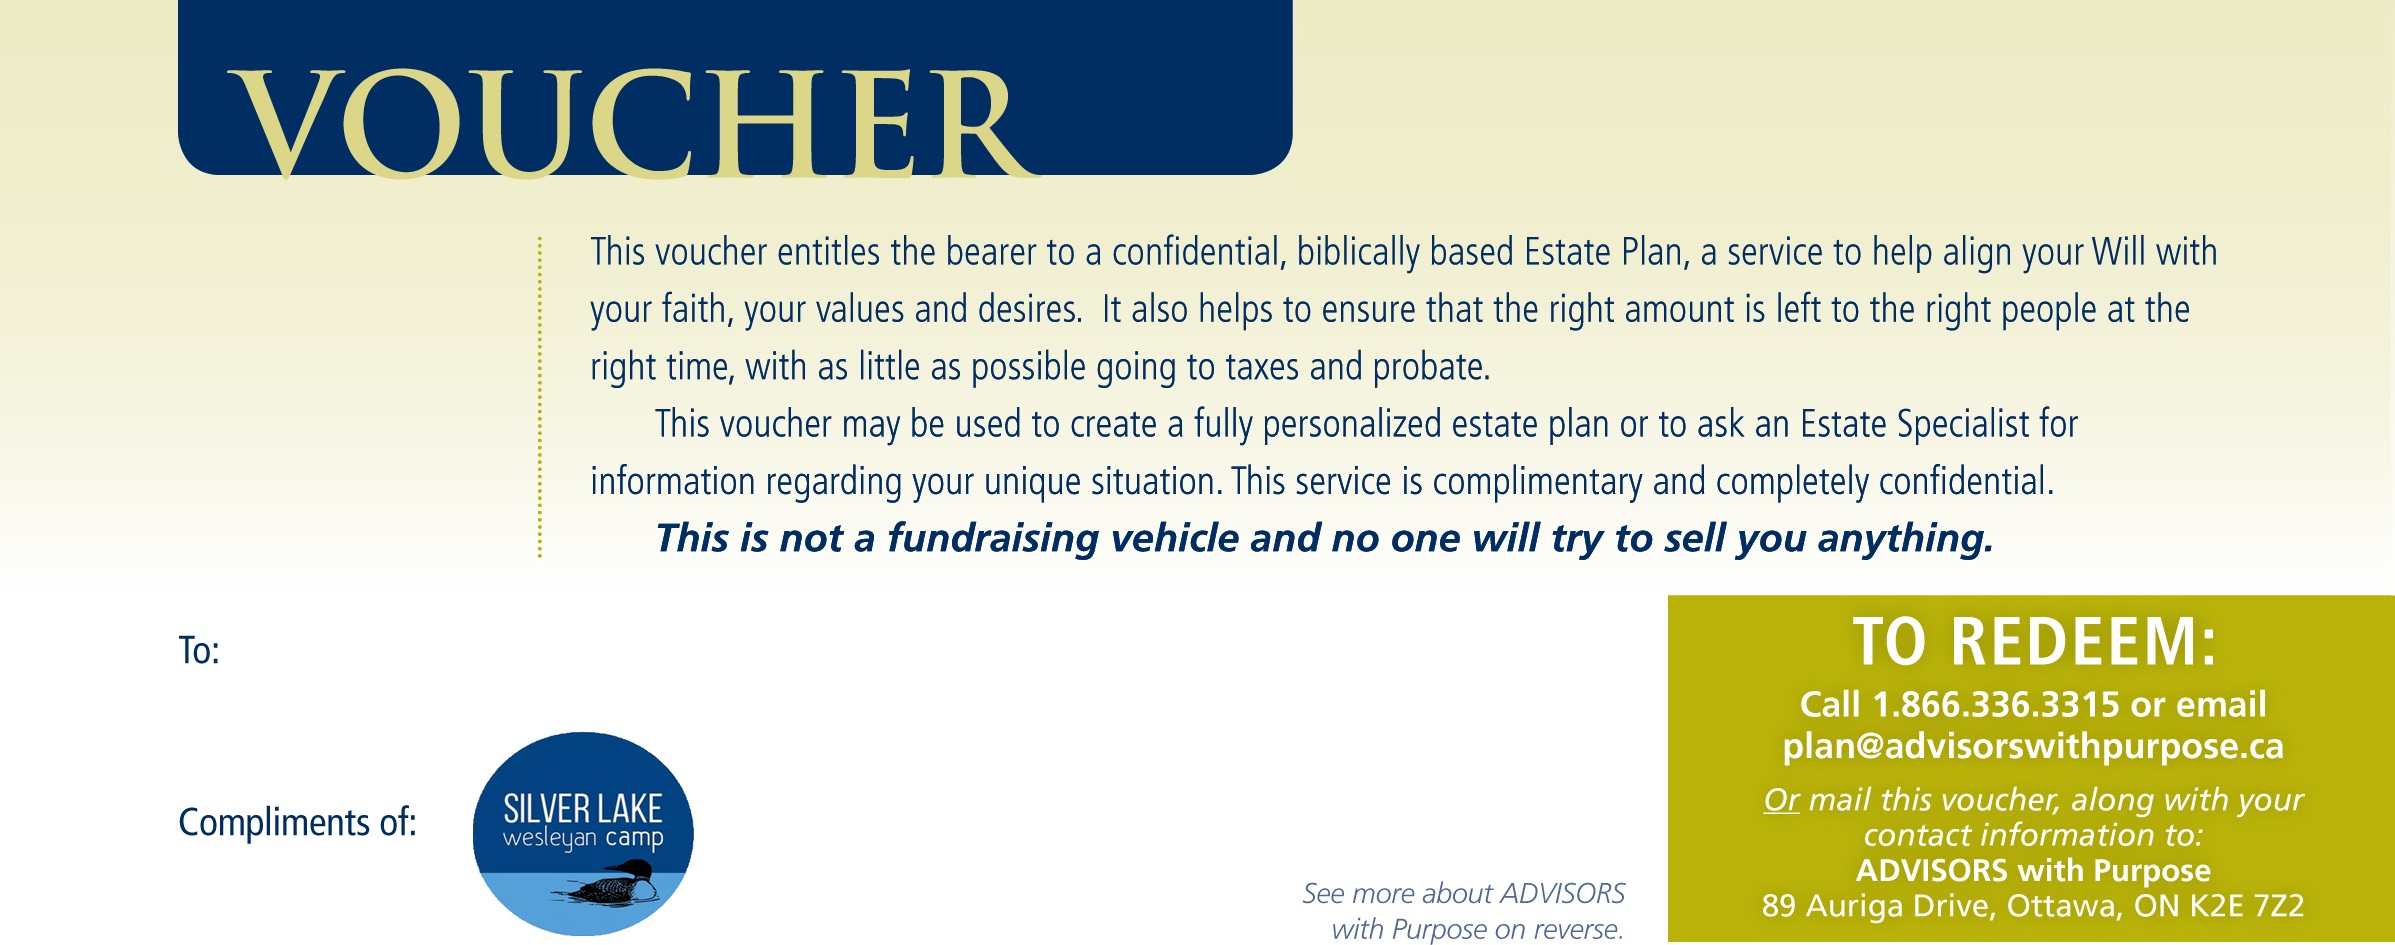 VOUCHER
This voucher entitles the bearer to a confidential, biblically based Estate Plan, a service to help align your Will with
your faith, your values and desires.  It also helps to ensure that the right amount is left to the right people at the
right time, with as little as possible going to taxes and probate.
This voucher may be used to create a fully personalized estate plan or to ask an Estate Specialist for
information regarding your unique situation. This service is complimentary and completely confidential.
This is not a fundraising vehicle and no one will try to sell you anything.
To:
Compliments of:
SILVER LAKE
wesleyan camp
See more about ADVISORS
with Purpose on reverse.
TO REDEEM:
Call 1.866.336.3315 or email
plan@advisorswithpurpose.ca
Or mail this voucher, along with your
contact information to:
ADVISORS with Purpose
89 Auriga Drive, Ottawa, ON K2E 7Z2